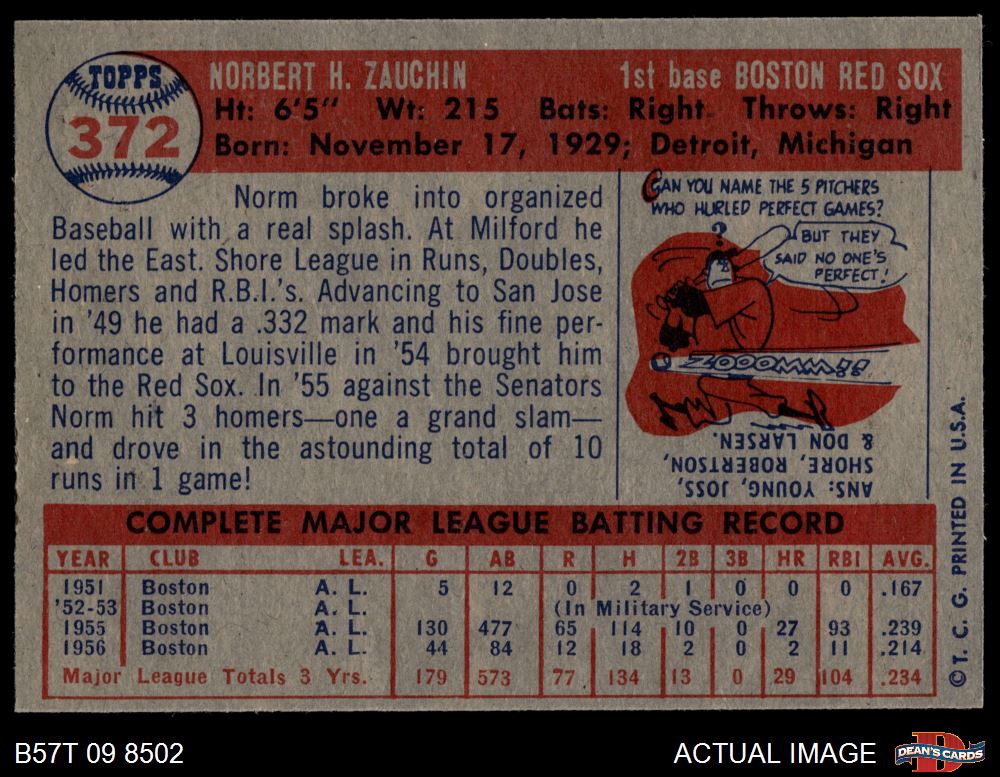 TOPPS
372
NORBERT H. ZAUCHIN 1st base BOSTON RED SOX
Ht: 6'5" Wt: 215 Bats: Right Throws: Right
Born: November 17, 1929; Detroit, Michigan
Norm broke into organized
Baseball with a real splash. At Milford he
led the East. Shore League in Runs, Doubles,
Homers and R.B.I.'s. Advancing to San Jose
in '49 he had a .332 mark and his fine per-
formance at Louisville in '54 brought him
to the Red Sox. In '55 against the Senators
Norm hit 3 homers—one a grand slam—
and drove in the astounding total of 10
runs in 1 game!
CAN YOU NAME THE 5 PITCHERS
WHO HURLED PERFECT GAMES?
?
BUT THEY
SAID NO ONE'S
PERFECT!
ZOOOMM!!
ANS: YOUNG, JOSS,
SHORE, ROBERTSON,
& DON LARSEN.
COMPLETE MAJOR LEAGUE BATTING RECORD
YEAR CLUB LEA. G AB R H 2B 3B HR RBI AVG.
1951 Boston A. L. 5 12 0 2 1 0 0 0 .167
'52-53 Boston A. L. (In Military Service)
1955 Boston A. L. 130 477 65 114 10 0 27 93 .239
1956 Boston A. L. 44 84 12 18 2 0 2 11 .214
Major League Totals 3 Yrs. 179 573 77 134 13 0 29 104 .234
©T. C. G. PRINTED IN U.S.A.
B57T 09 8502 ACTUAL IMAGE
D
DEAN'S CARDS